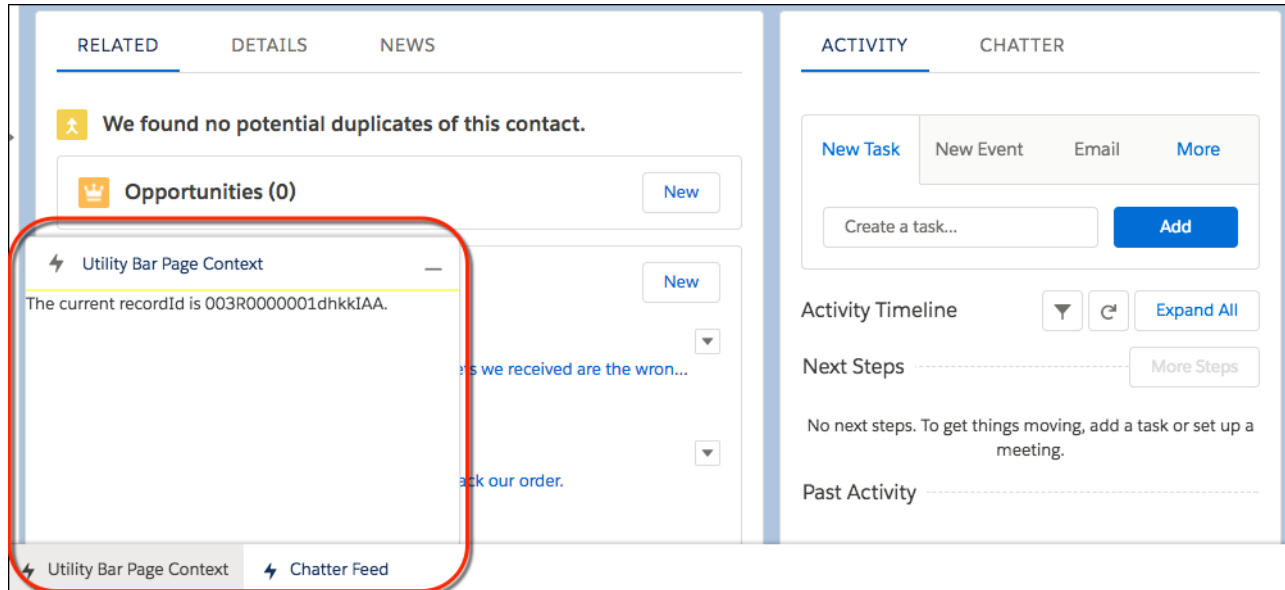 RELATED DETAILS NEWS
We found no potential duplicates of this contact.
Opportunities (0) New
Utility Bar Page Context
The current recordId is 003R0000001dhkkIAA.
New
we received are the wron...
our order.
Utility Bar Page Context Chatter Feed
ACTIVITY CHATTER
New Task New Event Email More
Create a task... Add
Activity Timeline Expand All
Next Steps More Steps
No next steps. To get things moving, add a task or set up a
meeting.
Past Activity